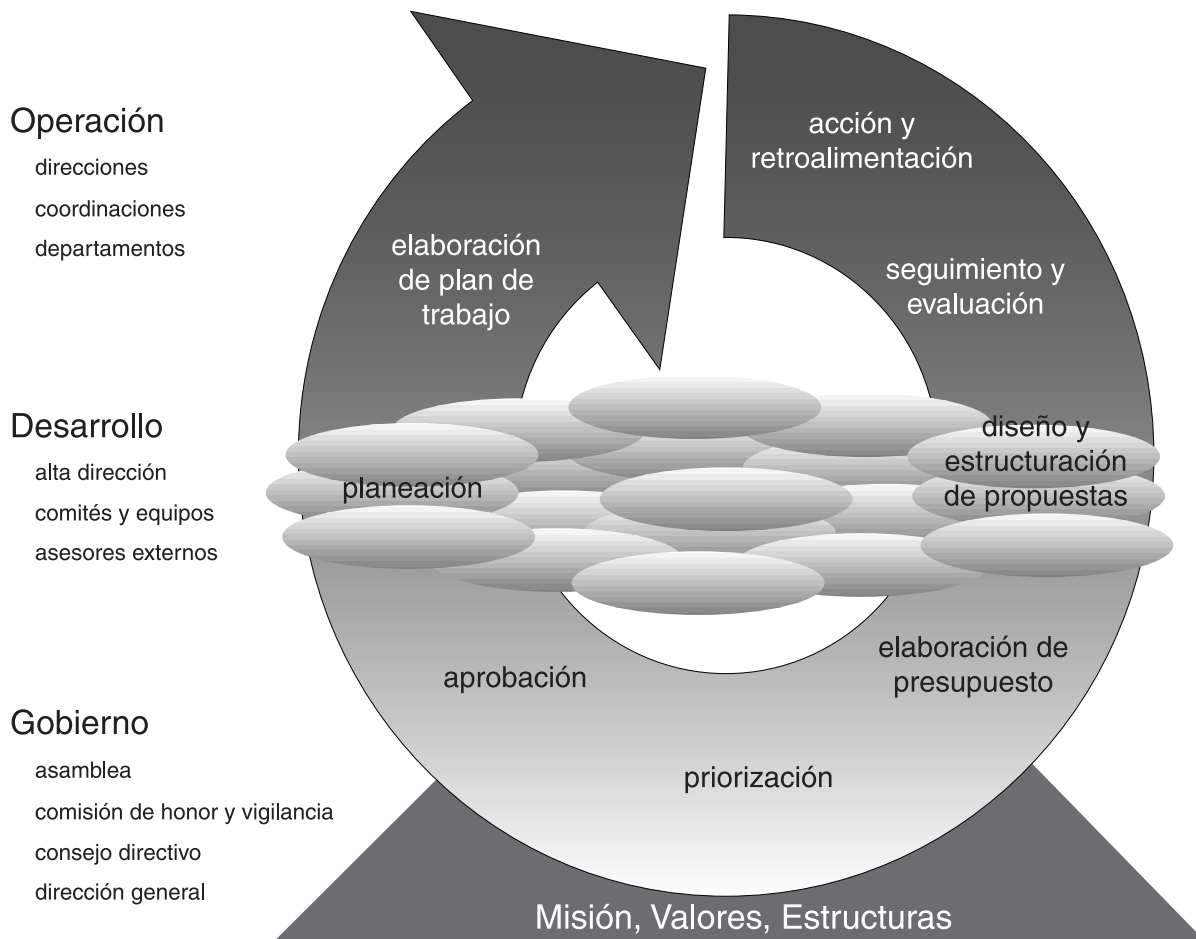 Operación
direcciones
coordinaciones
departamentos
Desarrollo
alta dirección
comités y equipos
asesores externos
Gobierno
asamblea
comisión de honor y vigilancia
consejo directivo
dirección general
acción y
retroalimentación
seguimiento y
evaluación
diseño y
estructuración
de propuestas
elaboración de
presupuesto
priorización
aprobación
planeación
elaboración
de plan de
trabajo
Misión, Valores, Estructuras